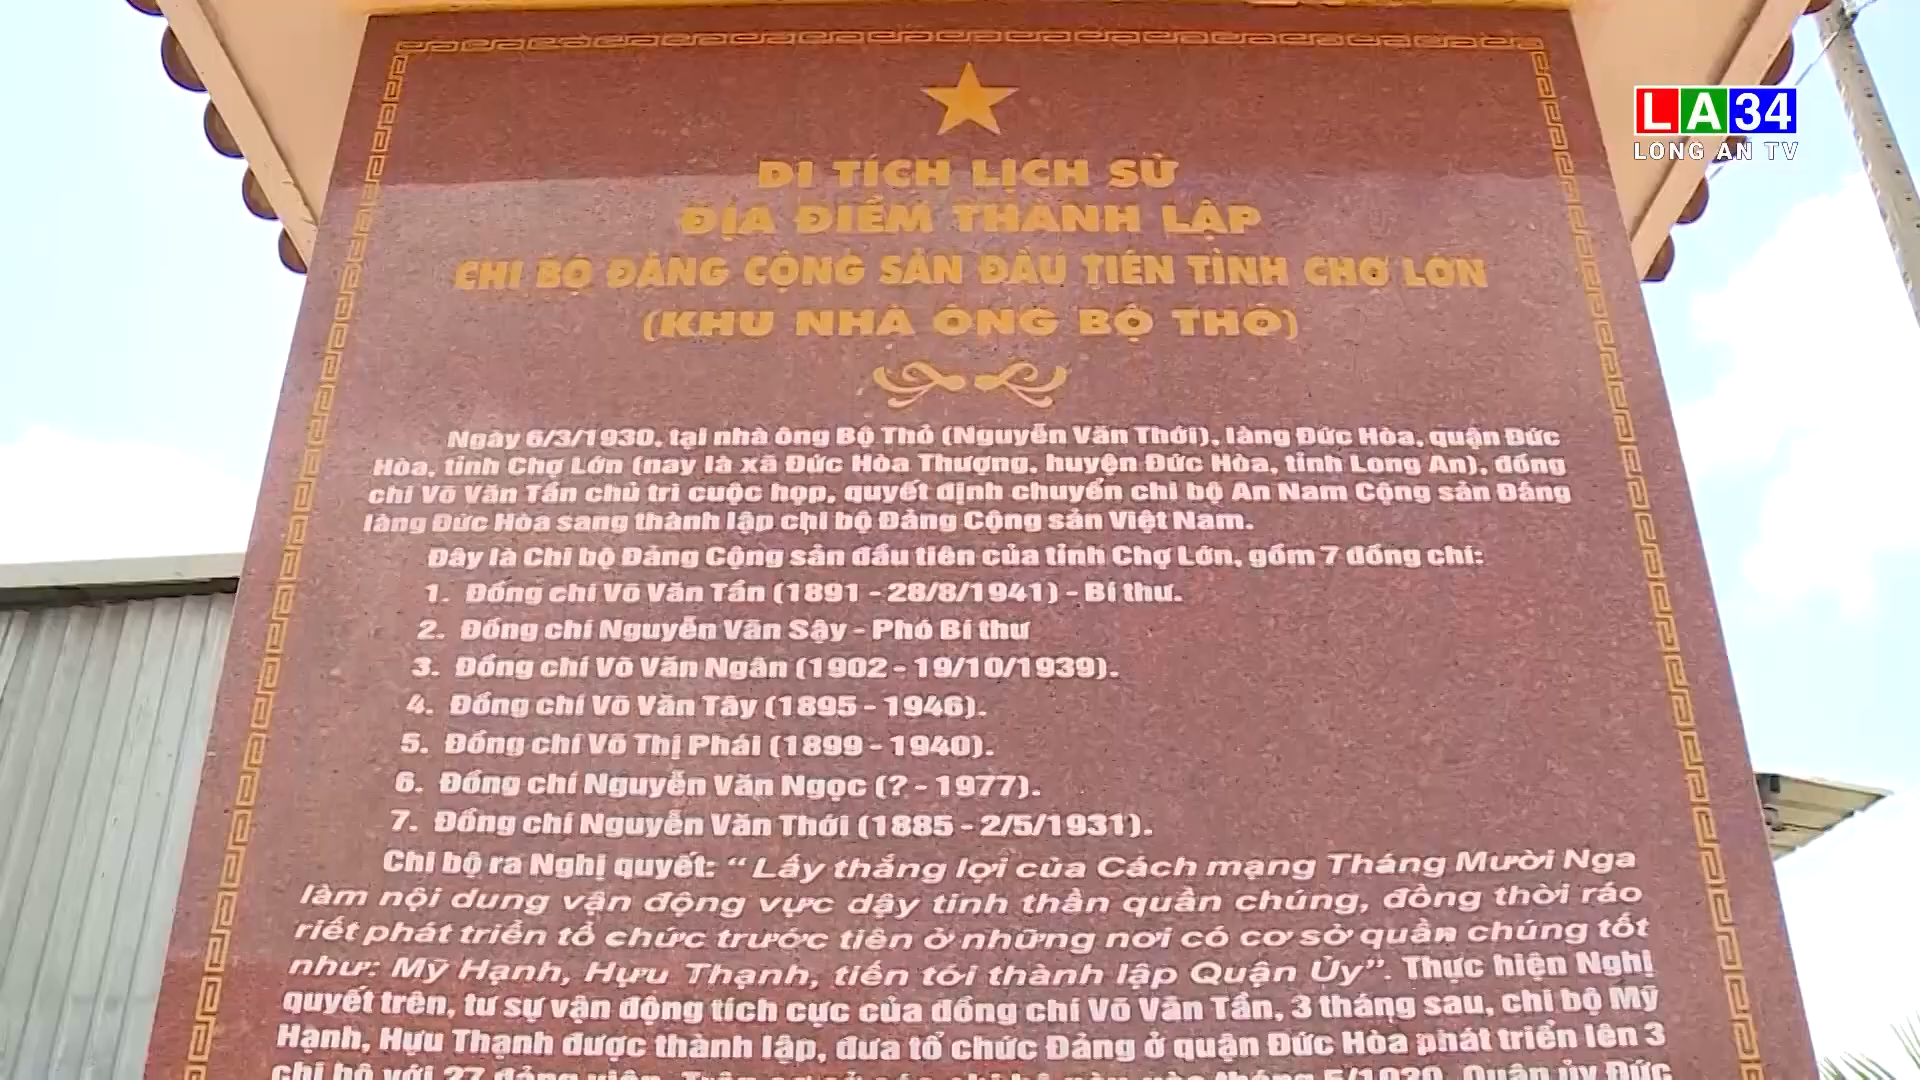 LA34
LONG AN TV
DI TÍCH LỊCH SỬ
ĐỊA ĐIỂM THÀNH LẬP
CHI BỘ ĐẢNG CỘNG SẢN ĐẦU TIÊN TỈNH CHỢ LỚN
(KHU NHÀ ÔNG BỘ THỎ)
Ngày 6/3/1930, tại nhà ông Bộ Thỏ (Nguyễn Văn Thới), làng Đức Hòa, quận Đức
Hòa, tỉnh Chợ Lớn (nay là xã Đức Hòa Thượng, huyện Đức Hòa, tỉnh Long An), đồng
chí Võ Văn Tần chủ trì cuộc họp, quyết định chuyển chi bộ An Nam Cộng sản Đảng
làng Đức Hòa sang thành lập chi bộ Đảng Cộng sản Việt Nam.
Đây là Chi bộ Đảng Cộng sản đầu tiên của tỉnh Chợ Lớn, gồm 7 đồng chí:
1. Đồng chí Võ Văn Tần (1891 - 28/8/1941) - Bí thư.
2. Đồng chí Nguyễn Văn Sậy - Phó Bí thư
3. Đồng chí Võ Văn Ngân (1902 - 19/10/1939).
4. Đồng chí Võ Văn Tây (1895 - 1946).
5. Đồng chí Võ Thị Phái (1899 - 1940).
6. Đồng chí Nguyễn Văn Ngọc (? - 1977).
7. Đồng chí Nguyễn Văn Thới (1885 - 2/5/1931).
Chi bộ ra Nghị quyết: “ Lấy thắng lợi của Cách mạng Tháng Mười Nga
làm nội dung vận động vực dậy tinh thần quần chúng, đồng thời ráo
riết phát triển tổ chức trước tiên ở những nơi có cơ sở quần chúng tốt
như: Mỹ Hạnh, Hựu Thạnh, tiến tới thành lập Quận Ủy”. Thực hiện Nghị
quyết trên, tư sự vận động tích cực của đồng chí Võ Văn Tần, 3 tháng sau, chi bộ Mỹ
Hạnh, Hựu Thạnh được thành lập, đưa tổ chức Đảng ở quận Đức Hòa phát triển lên 3
chi bộ với 27 đảng viên. 5/1930, Quận ủy Đức